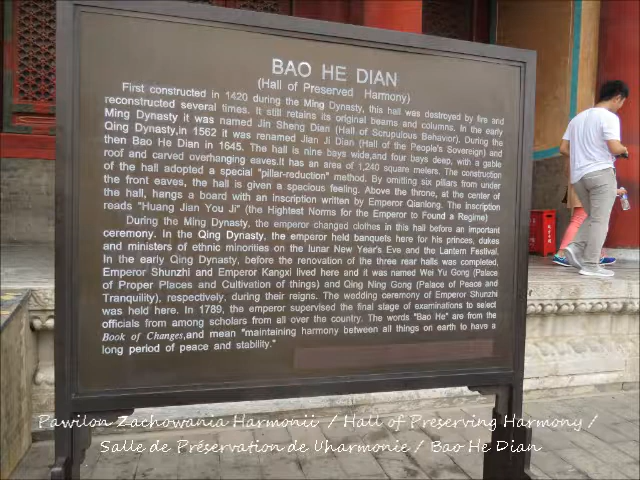 BAO HE DIAN
(Hall of Preserved Harmony)
First constructed in 1420 during the Ming Dynasty, this hall was destroyed by fire and
reconstructed several times. It still retains its original beams and columns. In the early
Ming Dynasty it was named Jin Sheng Dian (Hall of Scrupulous Behavior). During the
Qing Dynasty,in 1562 it was renamed Jian Ji Dian (Hall of the People's Sovereign) and
then Bao He Dian in 1645. The hall is nine bays wide,and four bays deep, with a gable
roof and carved overhanging eaves.It has an area of 1,240 square meters. The construction
of the hall adopted a special "pillar-reduction" method. By omitting six pillars from under
the front eaves, the hall is given a specious feeling. Above the throne, at the center of
the hall, hangs a board with an inscription written by Emperor Qianlong. The inscription
reads "Huang Jian You Ji" (the Hightest Norms for the Emperor to Found a Regime)
During the Ming Dynasty, the emperor changed clothes in this hall before an important
ceremony. In the Qing Dynasty, the emperor held banquets here for his princes, dukes
and ministers of ethnic minorities on the lunar New Year's Eve and the Lantern Festival.
In the early Qing Dynasty, before the renovation of the three rear halls was completed,
Emperor Shunzhi and Emperor Kangxi lived here and it was named Wei Yu Gong (Palace
of Proper Places and Cultivation of things) and Qing Ning Gong (Palace of Peace and
Tranquility), respectively, during their reigns. The wedding ceremony of Emperor Shunzhi
was held here. In 1789, the emperor supervised the final stage of examinations to select
officials from among scholars from all over the country. The words "Bao He" are from the
Book of Changes,and mean "maintaining harmony between all things on earth to have a
long period of peace and stability."
Pawilon Zachowania Harmonii / Hall of Preserving Harmony /
Salle de Préservation de Uharmonie / Bao He Dian